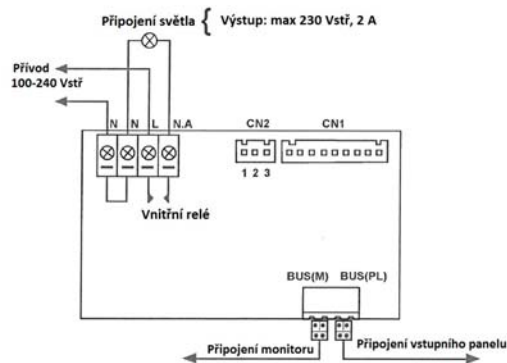 Připojení světla { Výstup: max 230 Vstř, 2 A
Přívod
100-240 Vstř
N N L N.A
CN2 CN1
1 2 3
Vnitřní relé
BUS(M) BUS(PL)
Připojení monitoru
Připojení vstupního panelu